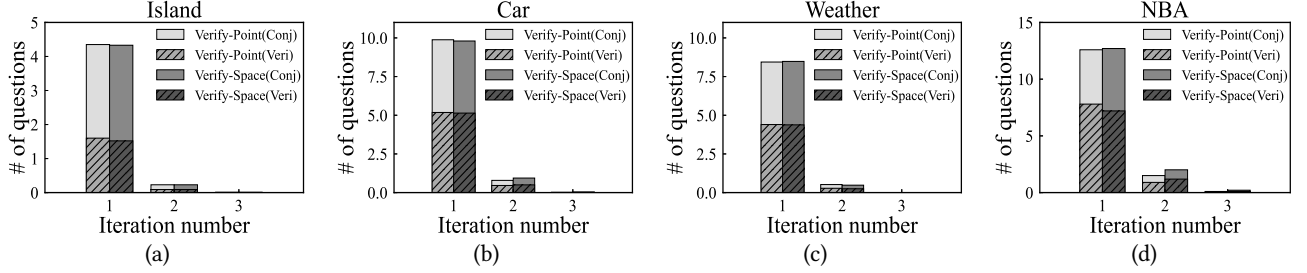 Island
5
4
3
2
1
0
# of questions
Verify-Point(Conj)
Verify-Point(Veri)
Verify-Space(Conj)
Verify-Space(Veri)
1 2 3
Iteration number
(a)
Car
10.0
7.5
5.0
2.5
0.0
# of questions
Verify-Point(Conj)
Verify-Point(Veri)
Verify-Space(Conj)
Verify-Space(Veri)
1 2 3
Iteration number
(b)
Weather
10.0
7.5
5.0
2.5
0.0
# of questions
Verify-Point(Conj)
Verify-Point(Veri)
Verify-Space(Conj)
Verify-Space(Veri)
1 2 3
Iteration number
(c)
NBA
15
10
5
0
# of questions
Verify-Point(Conj)
Verify-Point(Veri)
Verify-Space(Conj)
Verify-Space(Veri)
1 2 3
Iteration number
(d)